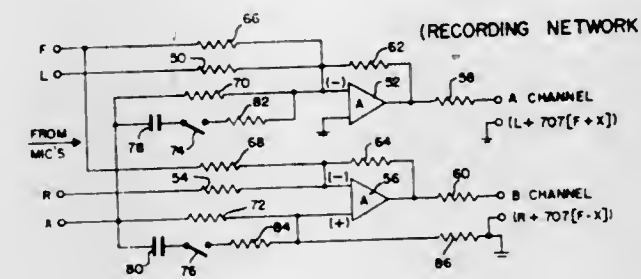 (RECORDING NETWORK
66
F
L
50
62
(-)
52
58
70
A
A CHANNEL
82
78
74
(L+.707[F+X])
FROM
MIC'S
68
64
54
(-)
56
60
R
A
B CHANNEL
A
72
(+)
(R+.707[F-X])
84
80
76
86